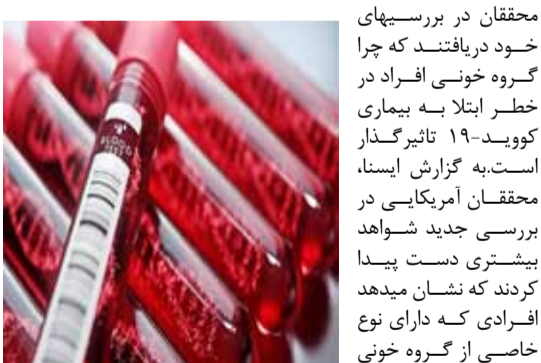 محققان در بررسیهای
خود دریافتند که چرا
گروه خونی افراد در
خطر ابتلا به بیماری
کووید-۱۹ تاثیرگذار
است.به گزارش ایسنا،
محققان آمریکایی در
بررسی جدید شواهد
بیشتری دست پیدا
کردند که نشان میدهد
افرادی که دارای نوع
خاصی از گروه خونی
BLOOD